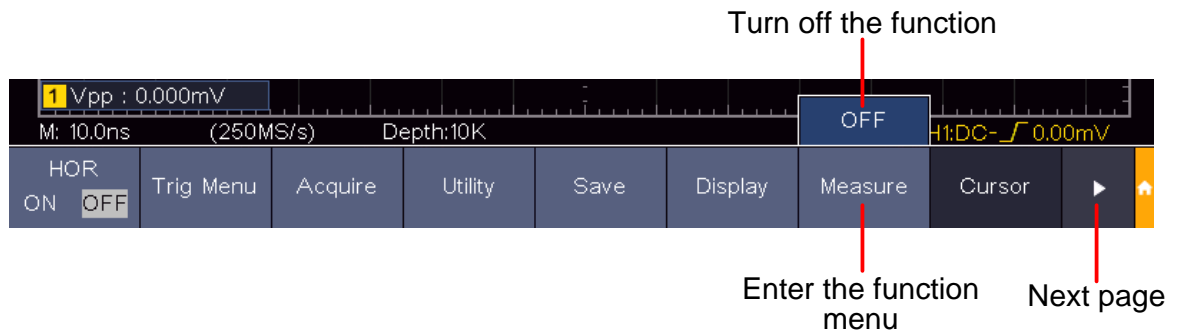 Turn off the function
1 Vpp : 0.000mV
M: 10.0ns (250MS/s) Depth:10K OFF H1:DC- 0.00mV
HOR
ON OFF Trig Menu Acquire Utility Save Display Measure Cursor
Enter the function
menu
Next page